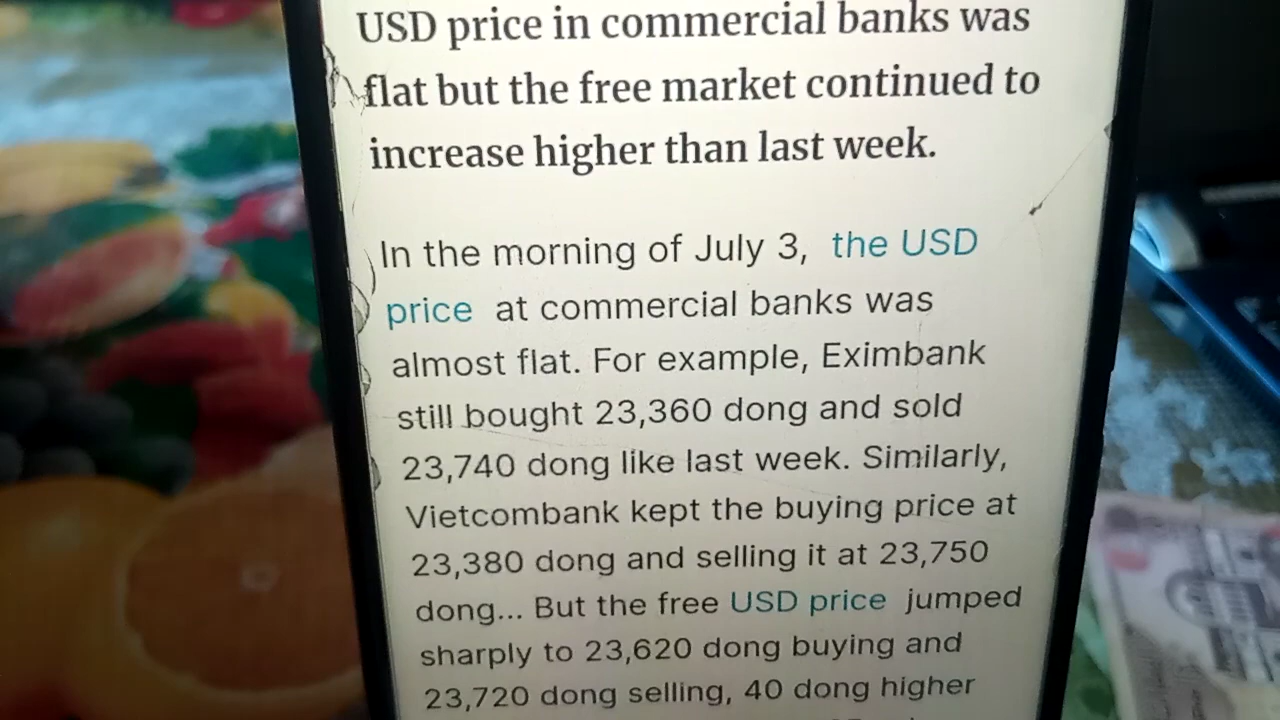 USD price in commercial banks was
flat but the free market continued to
increase higher than last week.
In the morning of July 3, the USD
price at commercial banks was
almost flat. For example, Eximbank
still bought 23,360 dong and sold
23,740 dong like last week. Similarly,
Vietcombank kept the buying price at
23,380 dong and selling it at 23,750
dong... But the free USD price jumped
sharply to 23,620 dong buying and
23,720 dong selling, 40 dong higher